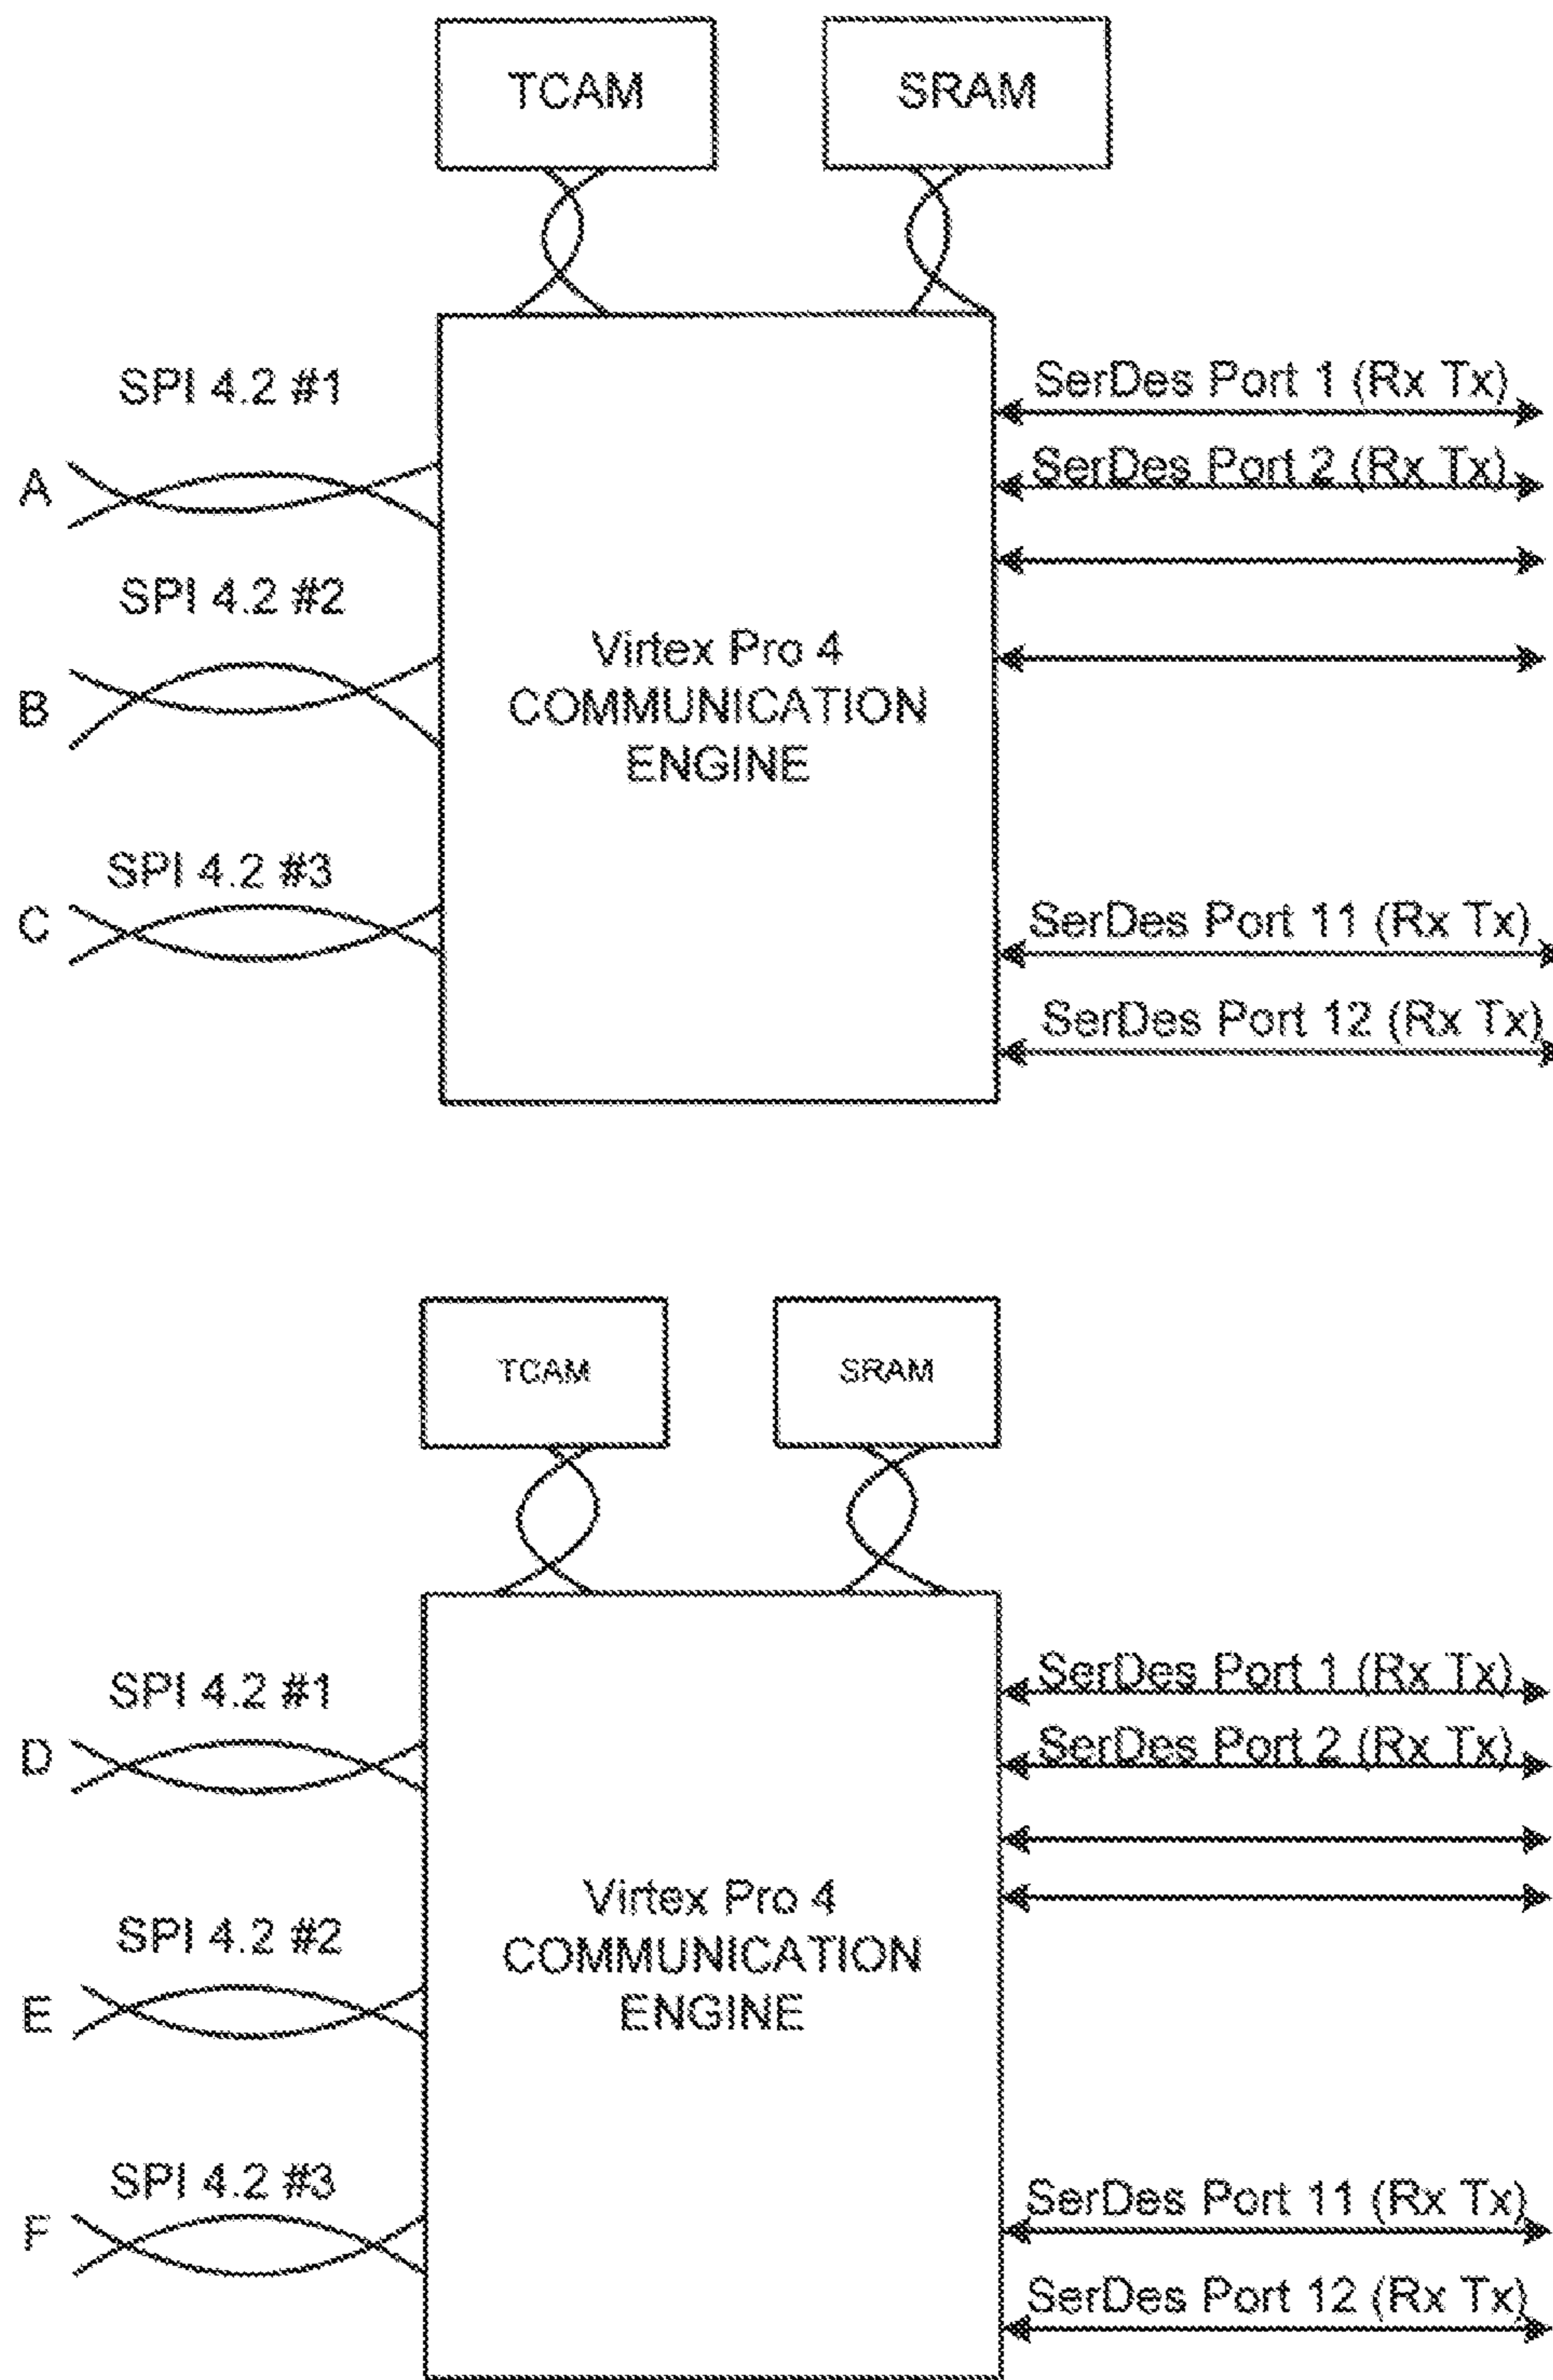 TCAM
SRAM
SPI 4.2 #1
A
SPI 4.2 #2
B
SPI 4.2 #3
C
Virtex Pro 4
COMMUNICATION
ENGINE
SerDes Port 1 (Rx Tx)
SerDes Port 2 (Rx Tx)
SerDes Port 11 (Rx Tx)
SerDes Port 12 (Rx Tx)
TCAM
SRAM
SPI 4.2 #1
D
SPI 4.2 #2
E
SPI 4.2 #3
F
Virtex Pro 4
COMMUNICATION
ENGINE
SerDes Port 1 (Rx Tx)
SerDes Port 2 (Rx Tx)
SerDes Port 11 (Rx Tx)
SerDes Port 12 (Rx Tx)